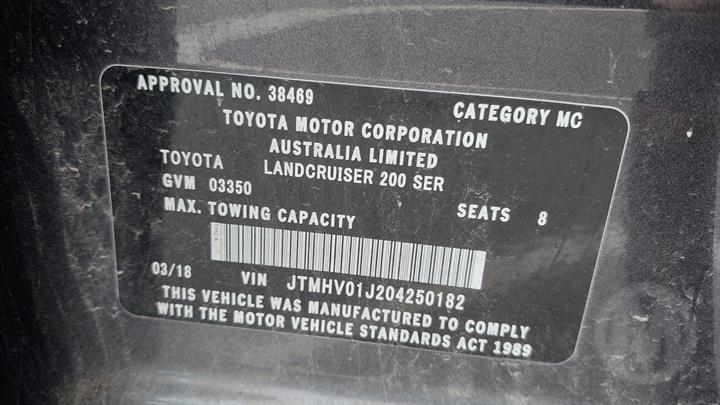 APPROVAL NO. 38469 CATEGORY MC
TOYOTA MOTOR CORPORATION
AUSTRALIA LIMITED
TOYOTA LANDCRUISER 200 SER
GVM 03350
MAX. TOWING CAPACITY SEATS 8
03/18 VIN JTMHV01J204250182
THIS VEHICLE WAS MANUFACTURED TO COMPLY
WITH THE MOTOR VEHICLE STANDARDS ACT 1989